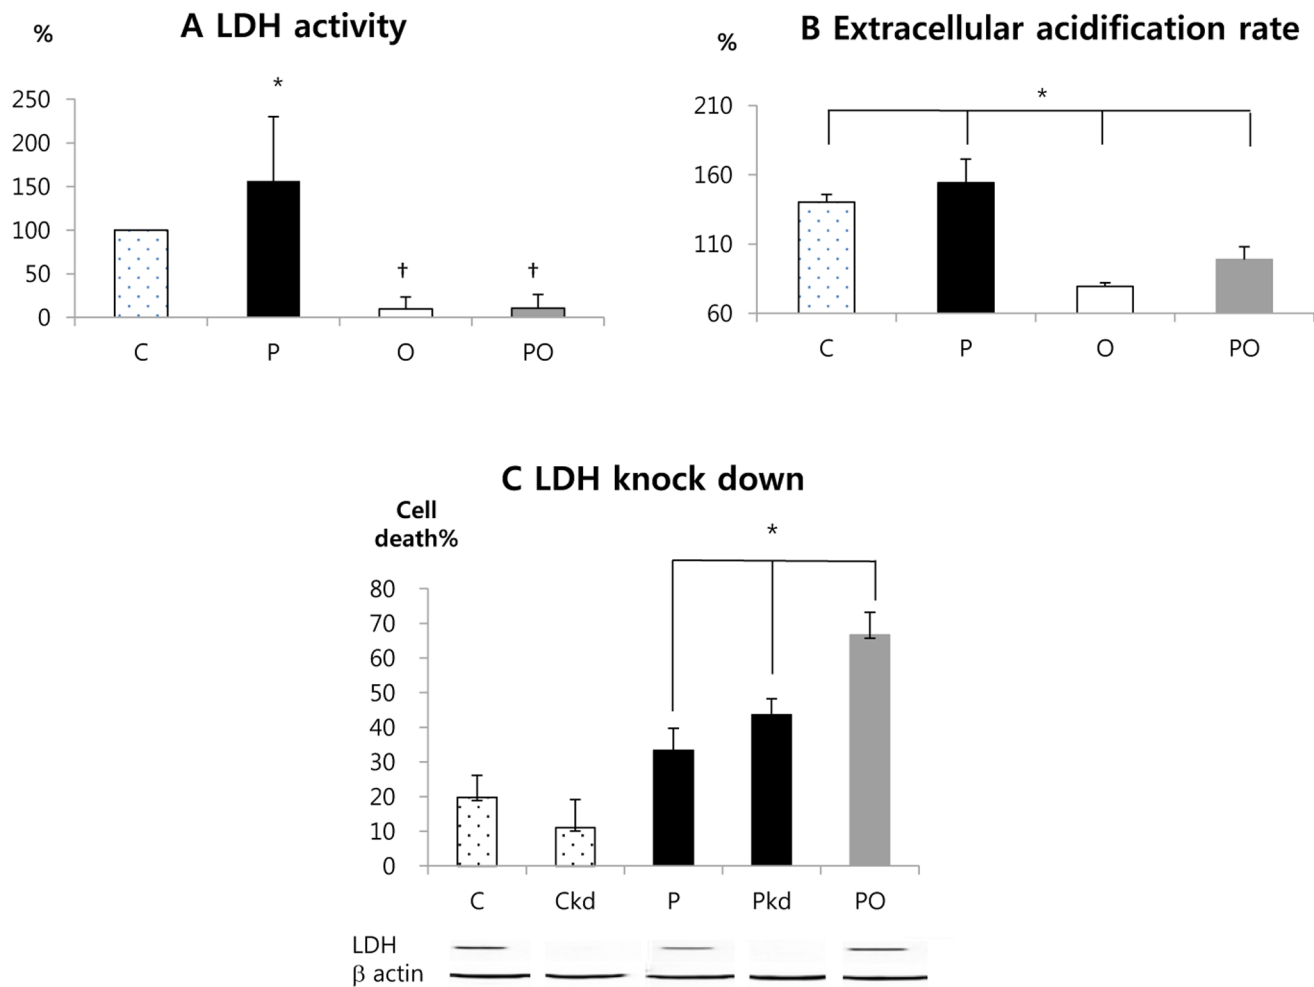 A LDH activity
%
*
250
200
150
100
50
0
†
†
C P O PO
B Extracellular acidification rate
%
*
210
160
110
60
C P O PO
C LDH knock down
Cell
death%
*
80
70
60
50
40
30
20
10
0
C Ckd P Pkd PO
LDH
β actin